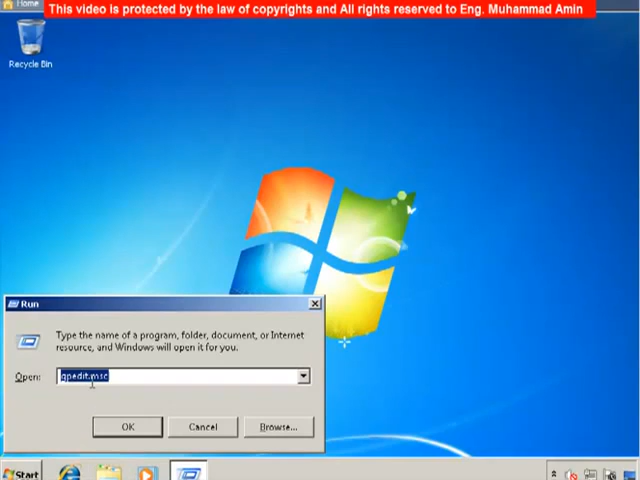 Home
This video is protected by the law of copyrights and All rights reserved to Eng. Muhammad Amin
Recycle Bin
Run
Type the name of a program, folder, document, or Internet
resource, and Windows will open it for you.
Open:
gpedit.msc
OK
Cancel
Browse...
Start